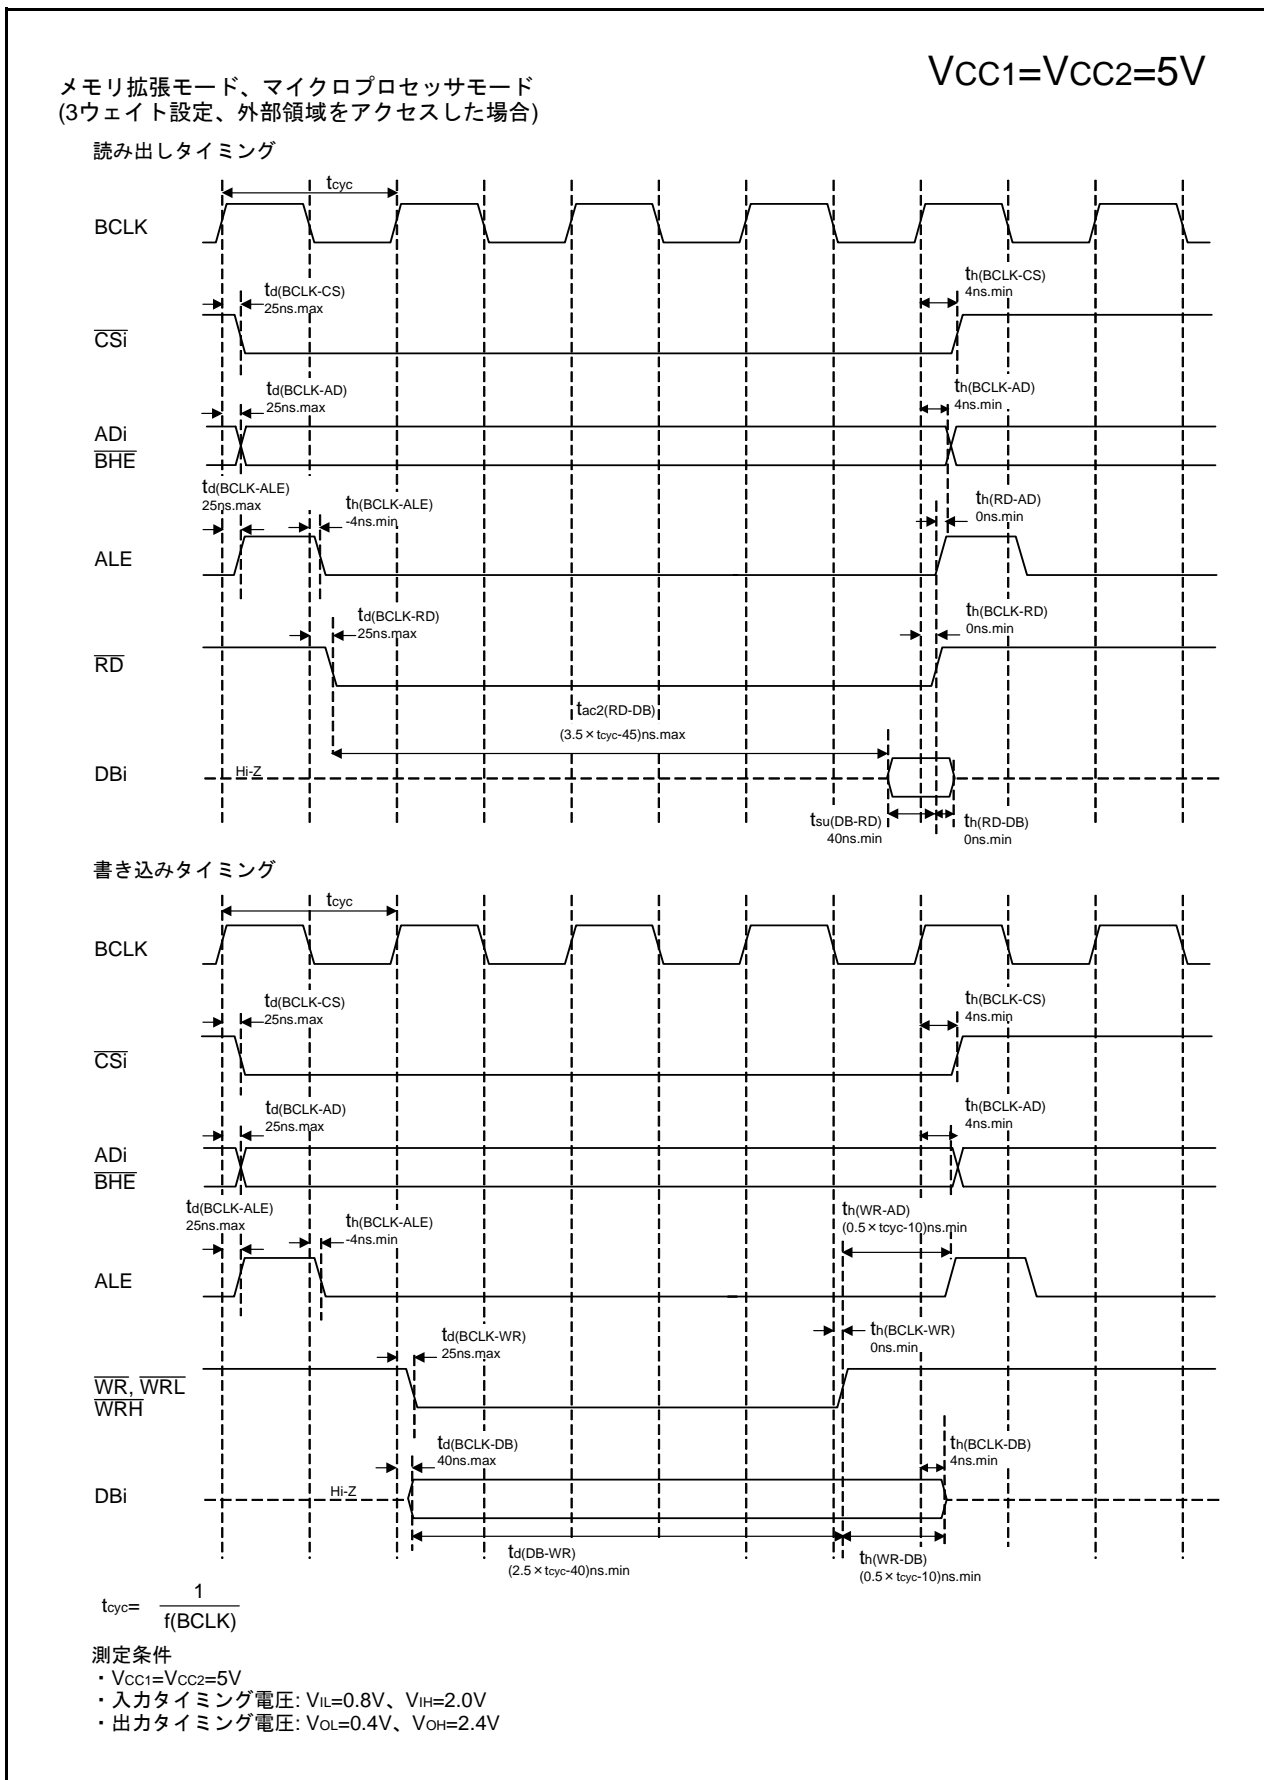 VCC1=VCC2=5V
メモリ拡張モード、マイクロプロセッサモード
(3ウェイト設定、外部領域をアクセスした場合)
読み出しタイミング
tcyc
BCLK
td(BCLK-CS)
25ns.max
th(BCLK-CS)
4ns.min
CSi
td(BCLK-AD)
25ns.max
th(BCLK-AD)
4ns.min
ADi
BHE
td(BCLK-ALE)
25ns.max
th(BCLK-ALE)
-4ns.min
th(RD-AD)
0ns.min
ALE
td(BCLK-RD)
25ns.max
th(BCLK-RD)
0ns.min
RD
tac2(RD-DB)
(3.5×tcyc-45)ns.max
DBi
Hi-Z
tsu(DB-RD)
40ns.min
th(RD-DB)
0ns.min
書き込みタイミング
tcyc
BCLK
td(BCLK-CS)
25ns.max
th(BCLK-CS)
4ns.min
CSi
td(BCLK-AD)
25ns.max
th(BCLK-AD)
4ns.min
ADi
BHE
td(BCLK-ALE)
25ns.max
th(BCLK-ALE)
-4ns.min
th(WR-AD)
(0.5×tcyc-10)ns.min
ALE
td(BCLK-WR)
25ns.max
th(BCLK-WR)
0ns.min
WR, WRL
WRH
td(BCLK-DB)
40ns.max
th(BCLK-DB)
4ns.min
DBi
Hi-Z
td(DB-WR)
(2.5×tcyc-40)ns.min
th(WR-DB)
(0.5×tcyc-10)ns.min
tcyc= 1
f(BCLK)
測定条件
・VCC1=VCC2=5V
・入力タイミング電圧: VIL=0.8V、VIH=2.0V
・出力タイミング電圧: VOL=0.4V、VOH=2.4V